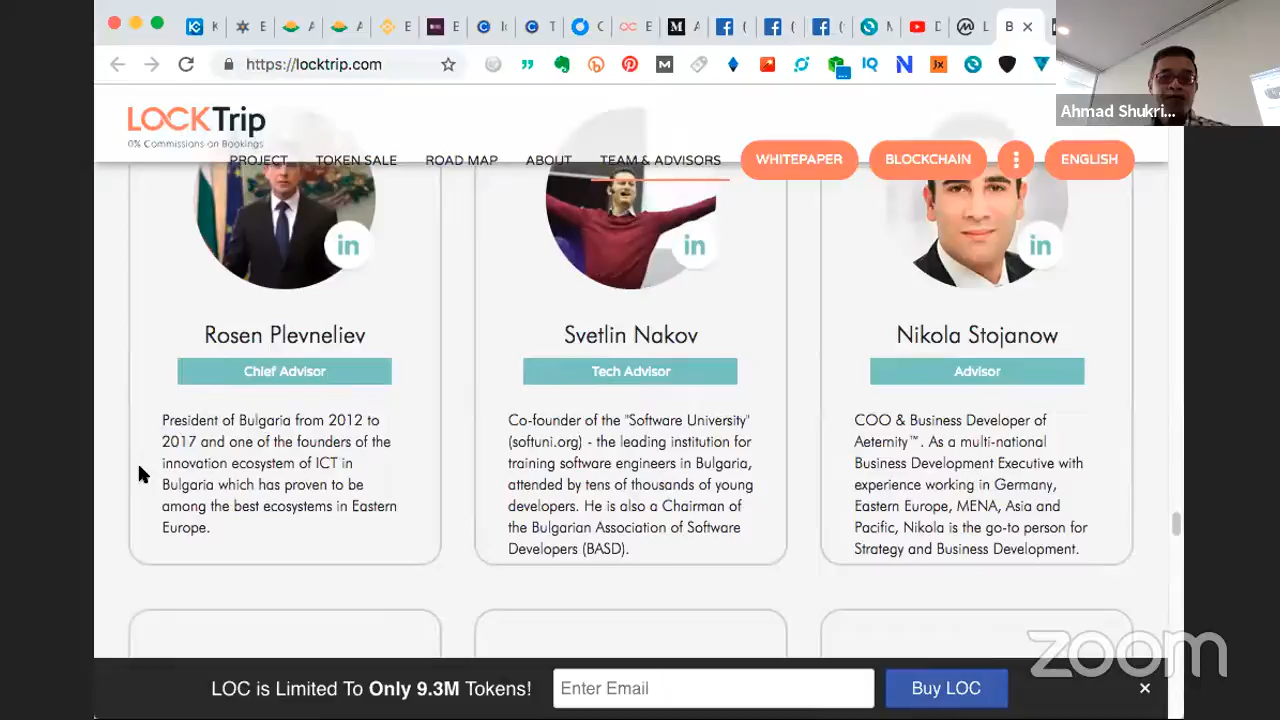 https://locktrip.com
Ahmad Shukri...
LOCKTrip
0% Commissions on Bookings
PROJECT TOKEN SALE ROAD MAP ABOUT TEAM & ADVISORS WHITEPAPER BLOCKCHAIN ENGLISH
in in in
Rosen Plevneliev
Chief Advisor
President of Bulgaria from 2012 to
2017 and one of the founders of the
innovation ecosystem of ICT in
Bulgaria which has proven to be
among the best ecosystems in Eastern
Europe.
Svetlin Nakov
Tech Advisor
Co-founder of the "Software University"
(softuni.org) - the leading institution for
training software engineers in Bulgaria,
attended by tens of thousands of young
developers. He is also a Chairman of
the Bulgarian Association of Software
Developers (BASD).
Nikola Stojanow
Advisor
COO & Business Developer of
Aeternity™. As a multi-national
Business Development Executive with
experience working in Germany,
Eastern Europe, MENA, Asia and
Pacific, Nikola is the go-to person for
Strategy and Business Development.
LOC is Limited To Only 9.3M Tokens! Enter Email Buy LOC ×
zoom